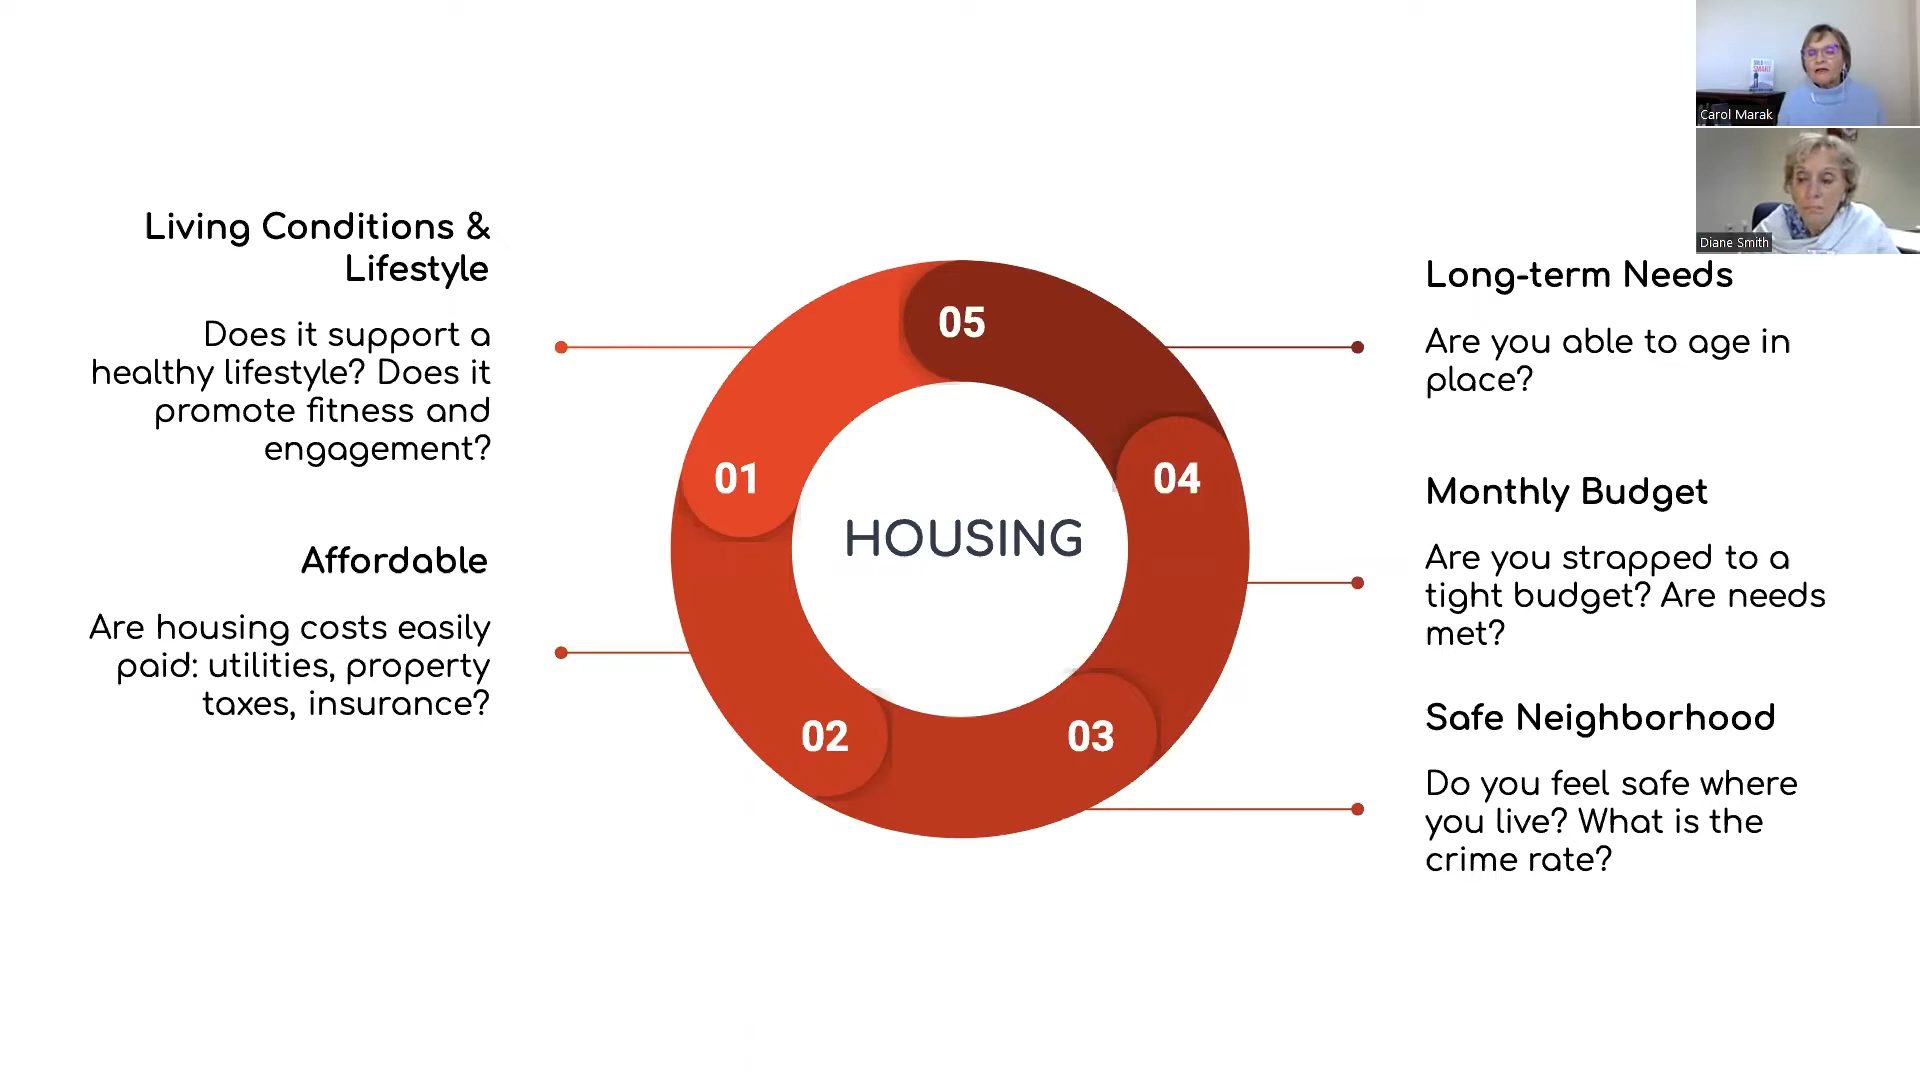 Living Conditions &
Lifestyle
Does it support a
healthy lifestyle? Does it
promote fitness and
engagement?
Affordable
Are housing costs easily
paid: utilities, property
taxes, insurance?
05
01
04
HOUSING
02
03
Long-term Needs
Are you able to age in
place?
Monthly Budget
Are you strapped to a
tight budget? Are needs
met?
Safe Neighborhood
Do you feel safe where
you live? What is the
crime rate?
SMART
Carol Marak
Diane Smith